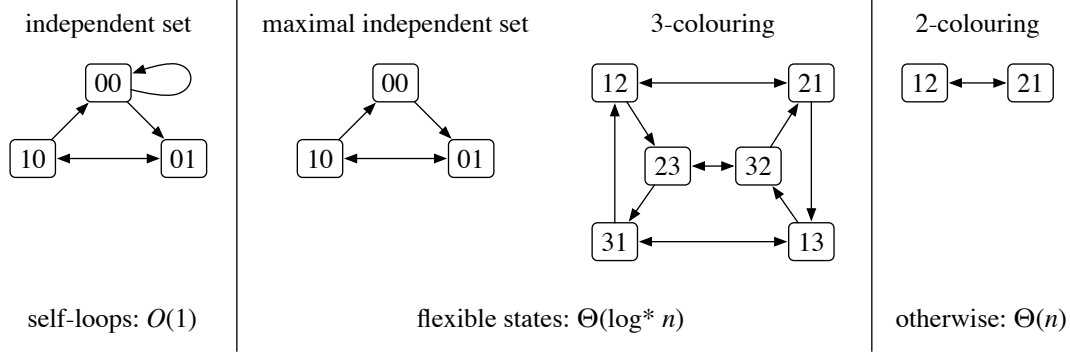 independent set
00
10 01
self-loops: O(1)
maximal independent set
00
10 01
3-colouring
12 21
23 32
31 13
flexible states: Θ(log* n)
2-colouring
12 21
otherwise: Θ(n)